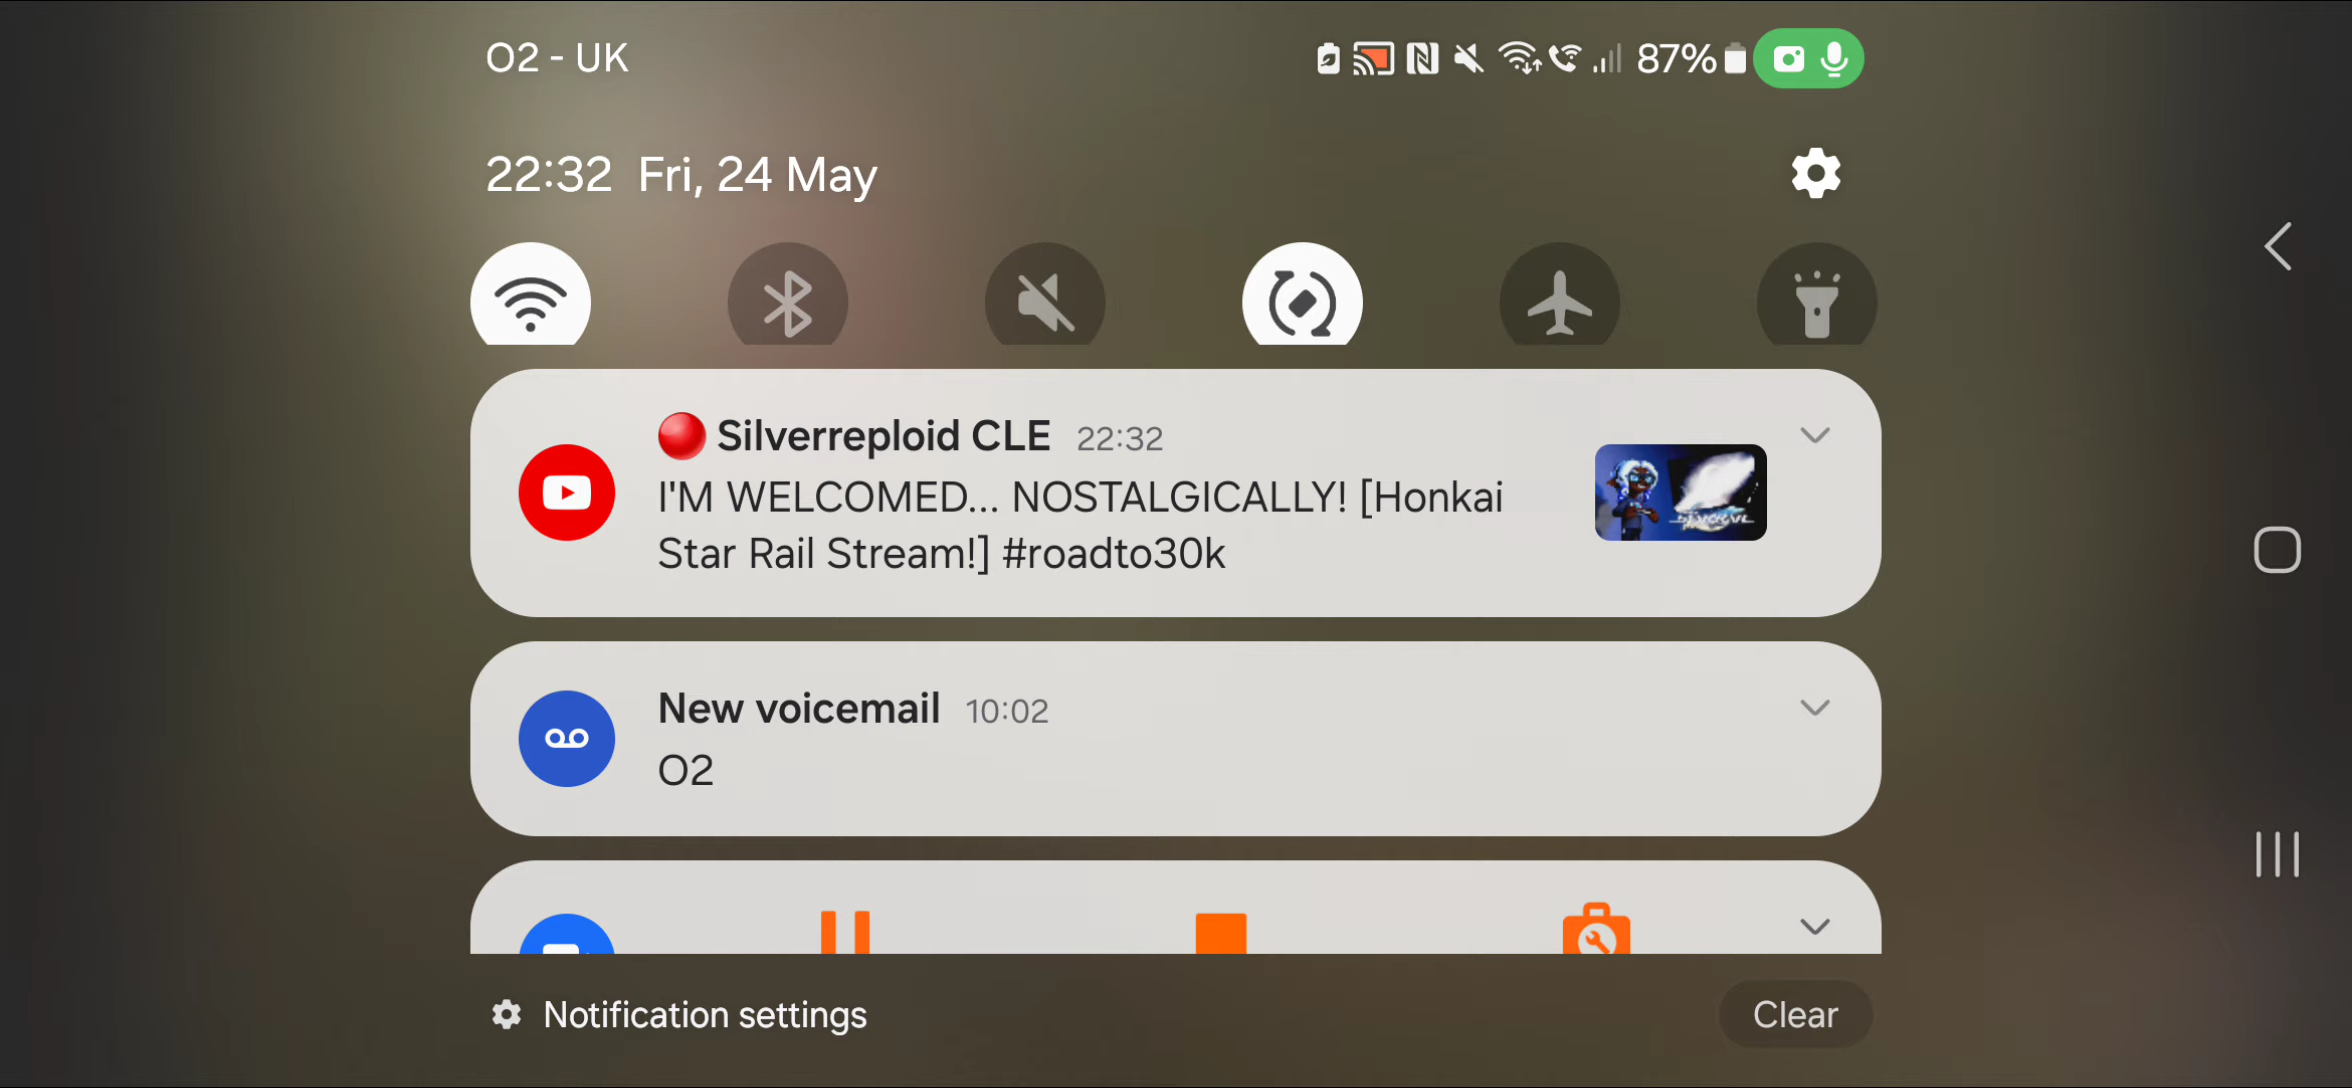 O2 - UK
87%
22:32 Fri, 24 May
🔴 Silverreploid CLE 22:32
I'M WELCOMED... NOSTALGICALLY! [Honkai
Star Rail Stream!] #roadto30k
New voicemail 10:02
O2
Notification settings
Clear